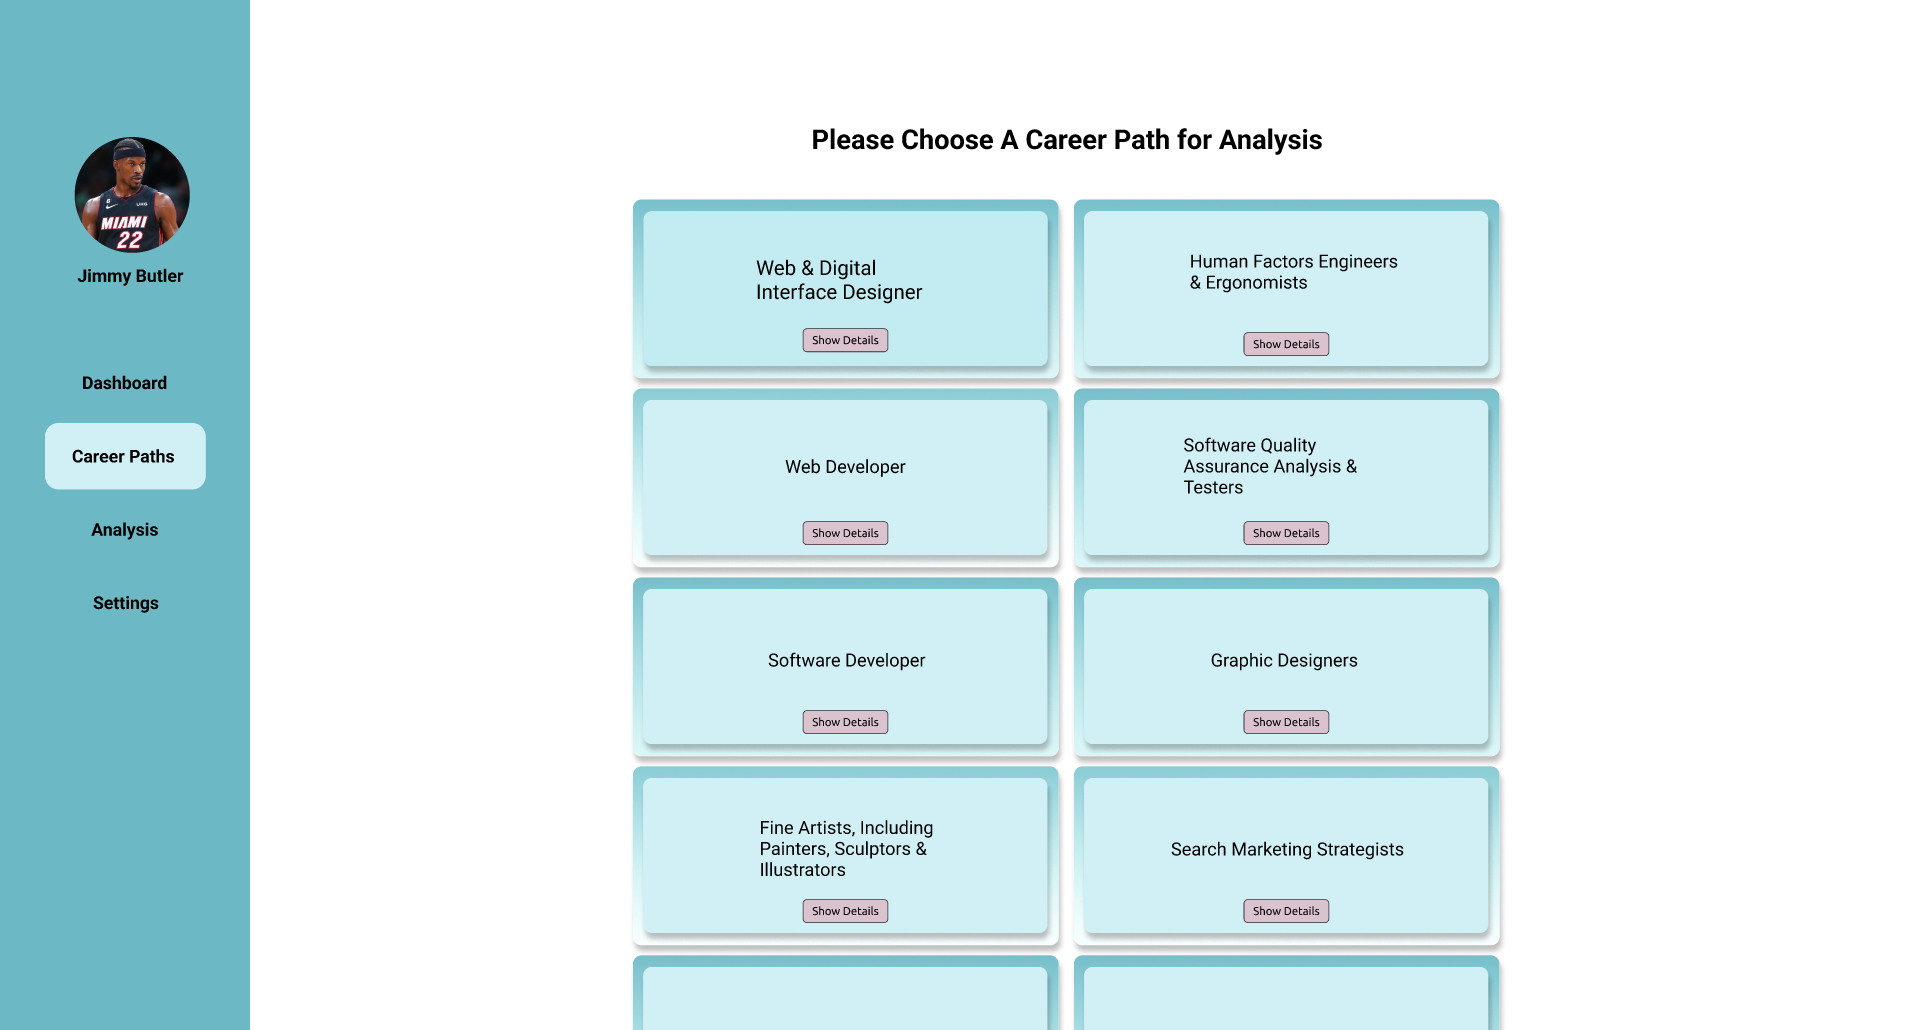 MIAMI
22
Jimmy Butler
Dashboard
Career Paths
Analysis
Settings
Please Choose A Career Path for Analysis
Web & Digital
Interface Designer
Show Details
Human Factors Engineers
& Ergonomists
Show Details
Web Developer
Show Details
Software Quality
Assurance Analysis &
Testers
Show Details
Software Developer
Show Details
Graphic Designers
Show Details
Fine Artists, Including
Painters, Sculptors &
Illustrators
Show Details
Search Marketing Strategists
Show Details